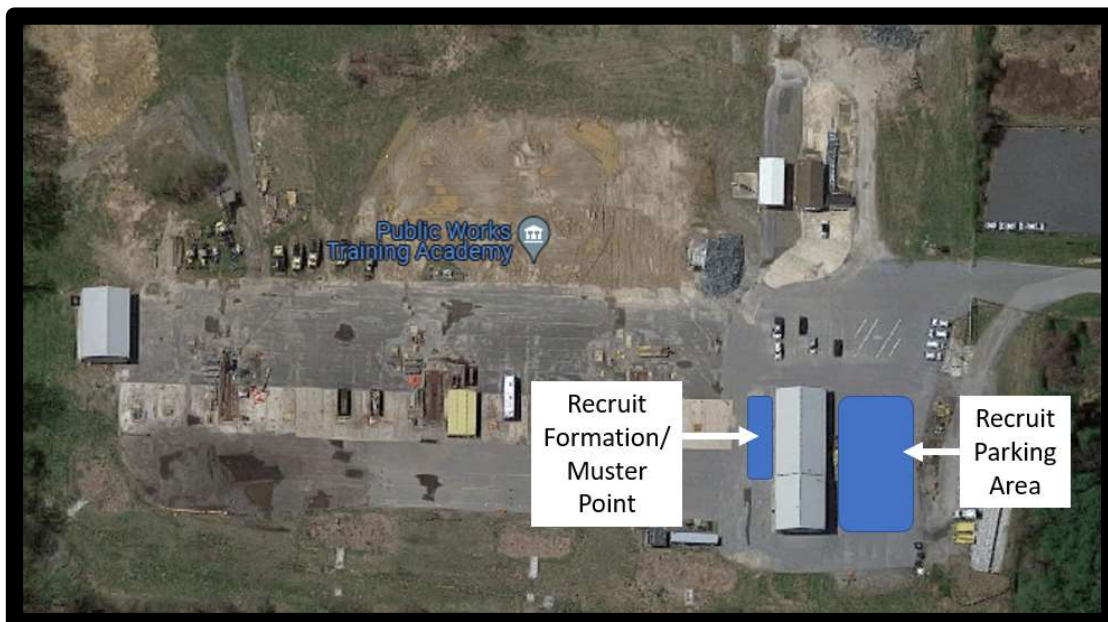 Public Works
Training Academy
Recruit
Formation/
Muster
Point
Recruit
Parking
Area